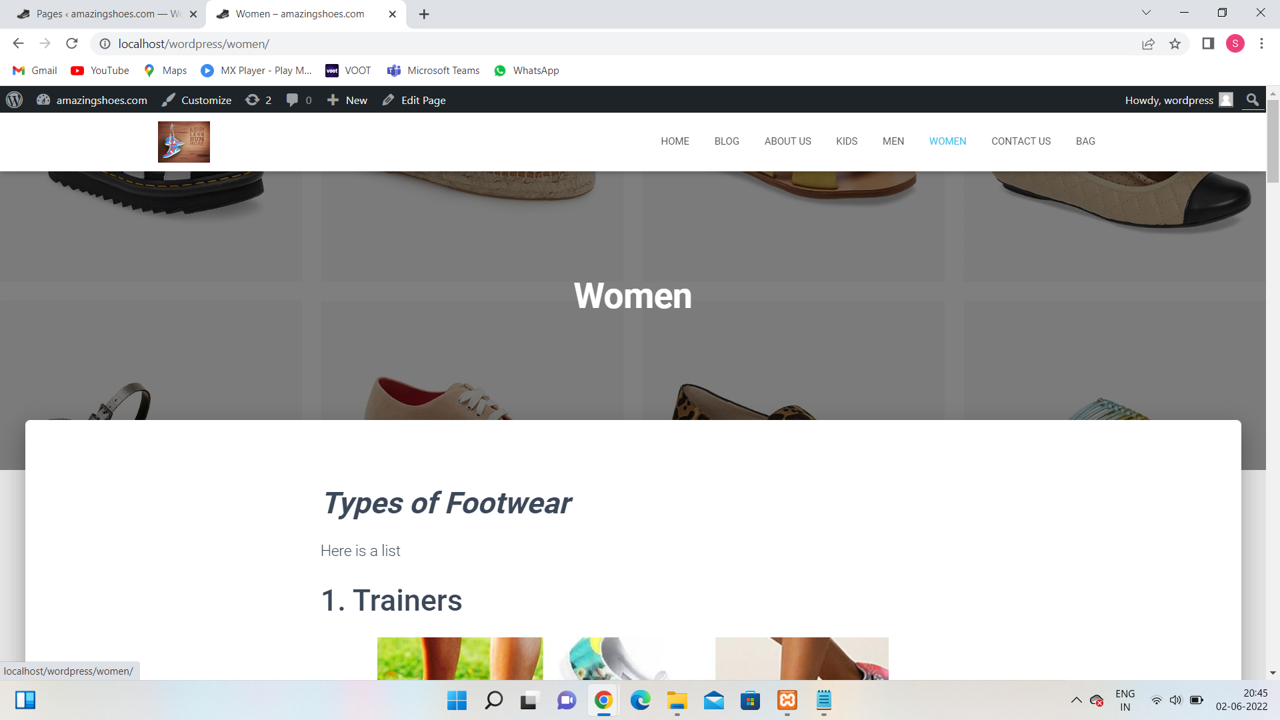 Pages ‹ amazingshoes.com — W
Women – amazingshoes.com
localhost/wordpress/women/
S
Gmail
YouTube
Maps
MX Player - Play M...
VOOT
Microsoft Teams
WhatsApp
amazingshoes.com
Customize
2
0
New
Edit Page
Howdy, wordpress
HOME
BLOG
ABOUT US
KIDS
MEN
WOMEN
CONTACT US
BAG
Women
Types of Footwear
Here is a list
1. Trainers
localhost/wordpress/women/
ENG
IN
20:45
02-06-2022